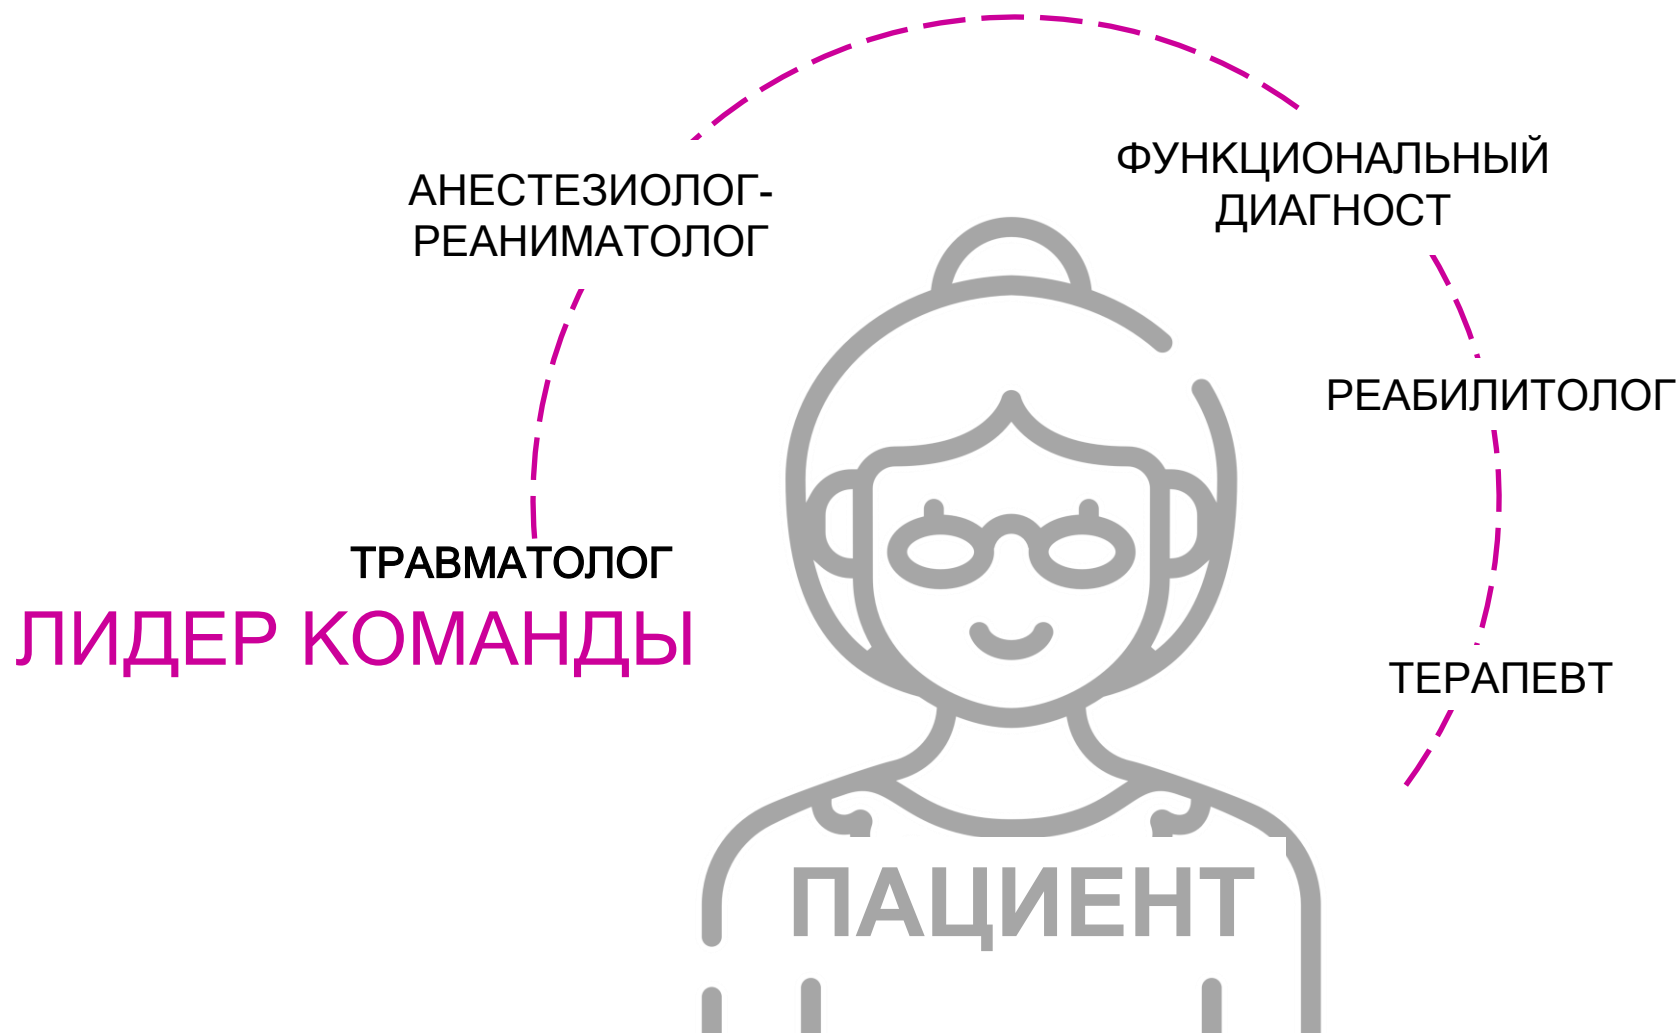 АНЕСТЕЗИОЛОГ-
РЕАНИМАТОЛОГ
ФУНКЦИОНАЛЬНЫЙ
ДИАГНОСТ
РЕАБИЛИТОЛОГ
ТРАВМАТОЛОГ
ЛИДЕР КОМАНДЫ
ТЕРАПЕВТ
ПАЦИЕНТ